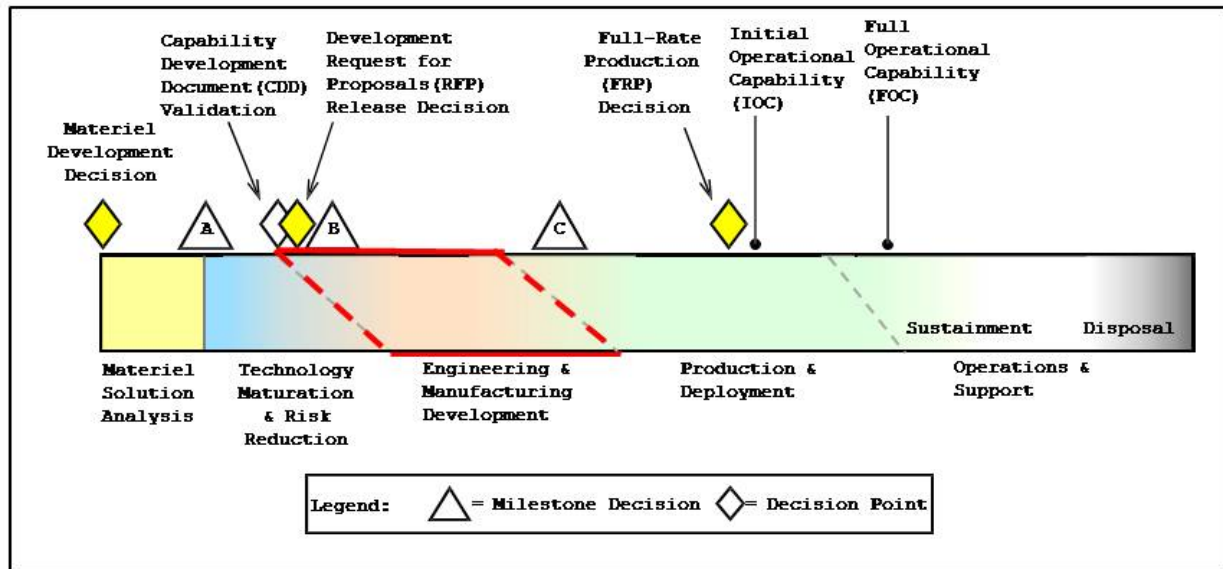 Capability
Development
Document(CDD)
Validation
Development
Request for
Proposals(RFP)
Release Decision
Full-Rate
Production
(FRP)
Decision
Initial
Operational
Capability
(IOC)
Full
Operational
Capability
(FOC)
Materiel
Development
Decision
A
B
C
Sustainment
Disposal
Materiel
Solution
Analysis
Technology
Maturation
& Risk
Reduction
Engineering &
Manufacturing
Development
Production &
Deployment
Operations &
Support
Legend:
= Milestone Decision
= Decision Point